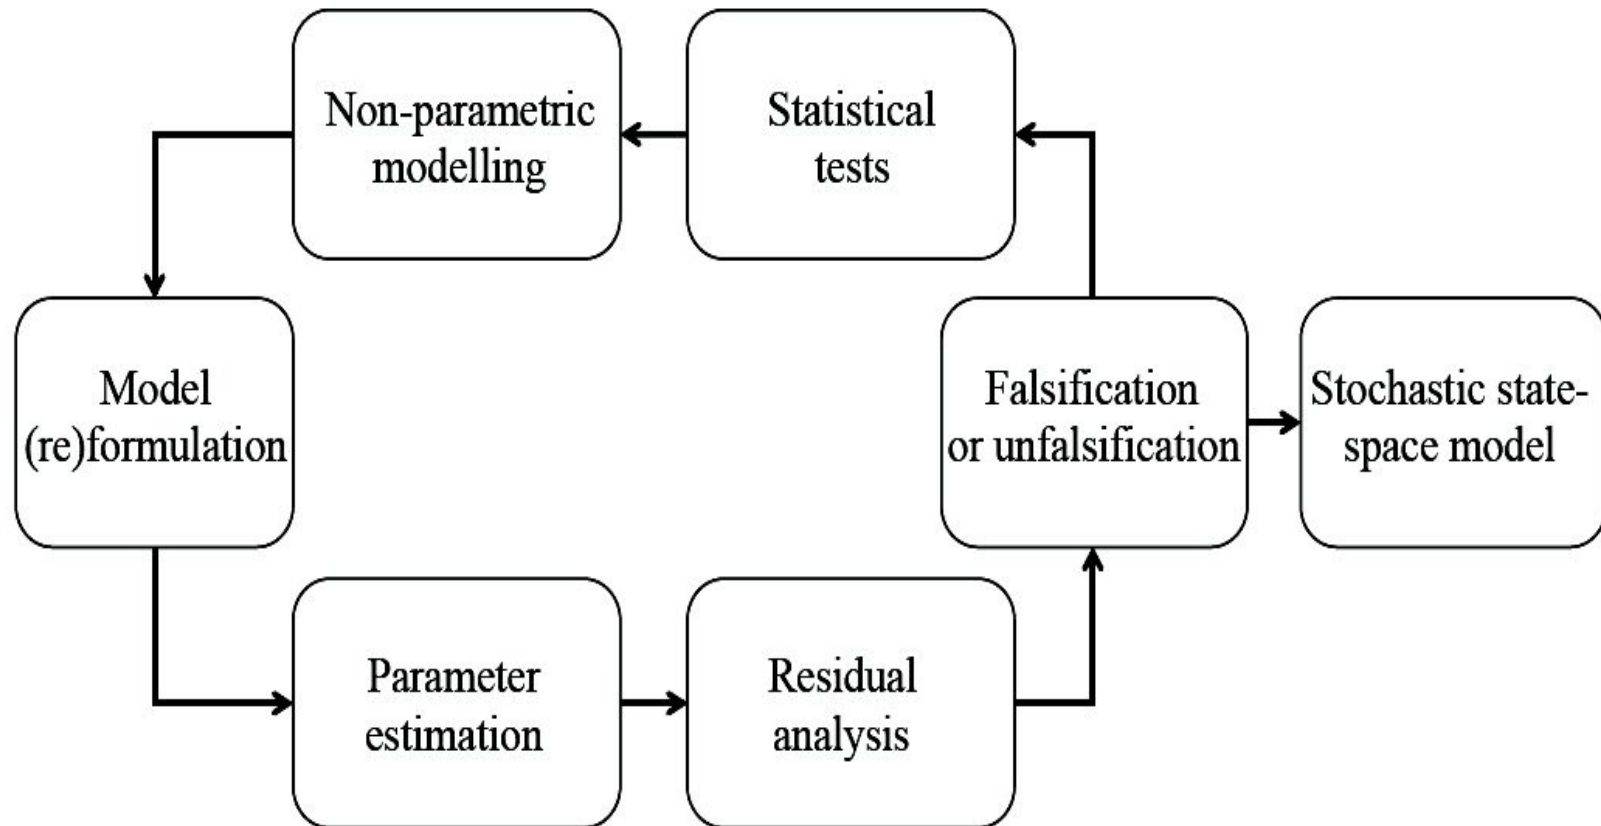 Non-parametric
modelling
Statistical
tests
Model
(re)formulation
Falsification
or unfalsification
Stochastic state-
space model
Parameter
estimation
Residual
analysis